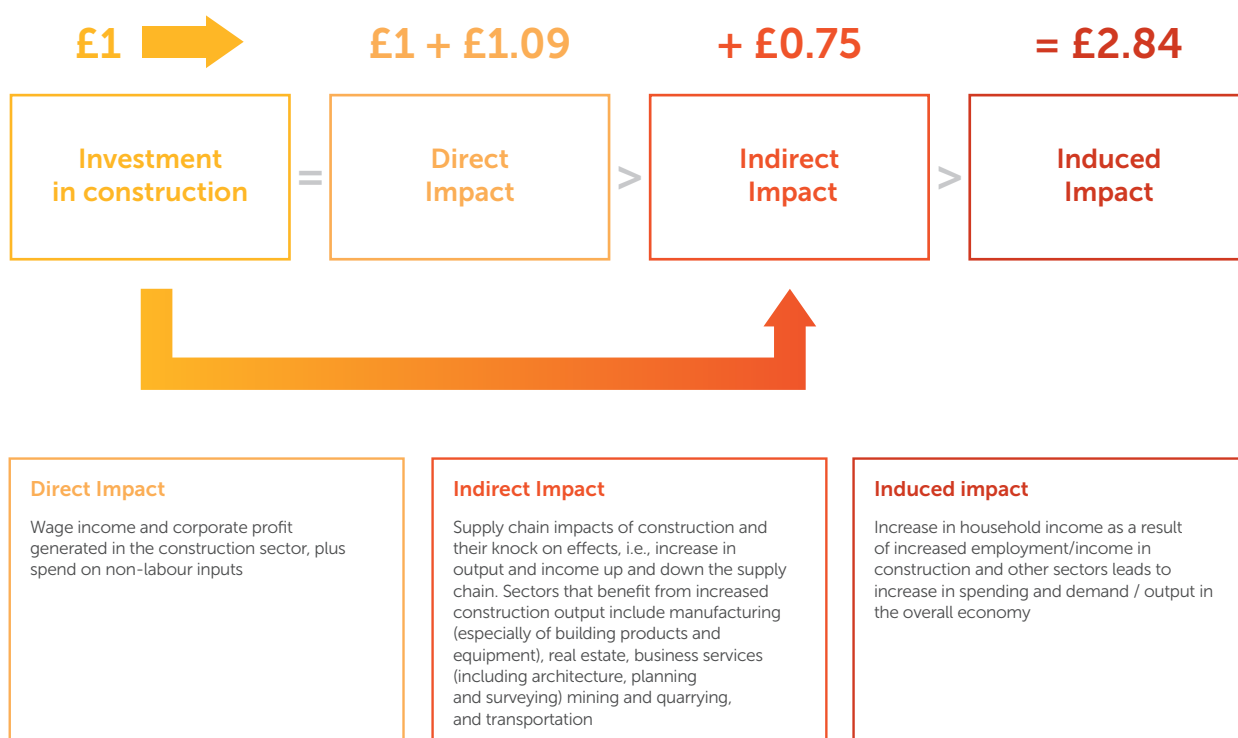 £1
£1 + £1.09
+ £0.75
= £2.84
Investment
in construction
=
Direct
Impact
>
Indirect
Impact
>
Induced
Impact
Direct Impact
Wage income and corporate profit
generated in the construction sector, plus
spend on non-labour inputs
Indirect Impact
Supply chain impacts of construction and
their knock on effects, i.e., increase in
output and income up and down the supply
chain. Sectors that benefit from increased
construction output include manufacturing
(especially of building products and
equipment), real estate, business services
(including architecture, planning
and surveying) mining and quarrying,
and transportation
Induced impact
Increase in household income as a result
of increased employment/income in
construction and other sectors leads to
increase in spending and demand / output in
the overall economy